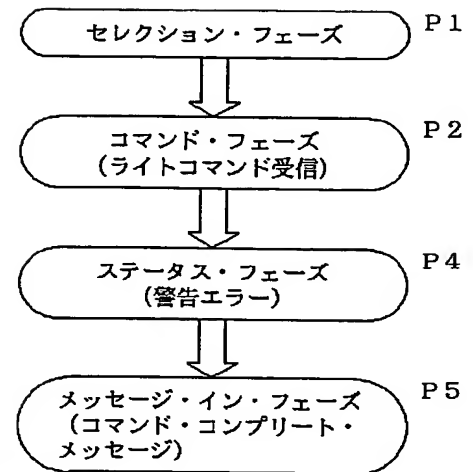 セレクション・フェーズ P1
コマンド・フェーズ P2
(ライトコマンド受信)
ステータス・フェーズ P4
(警告エラー)
メッセージ・イン・フェーズ P5
(コマンド・コンプリート・
メッセージ)